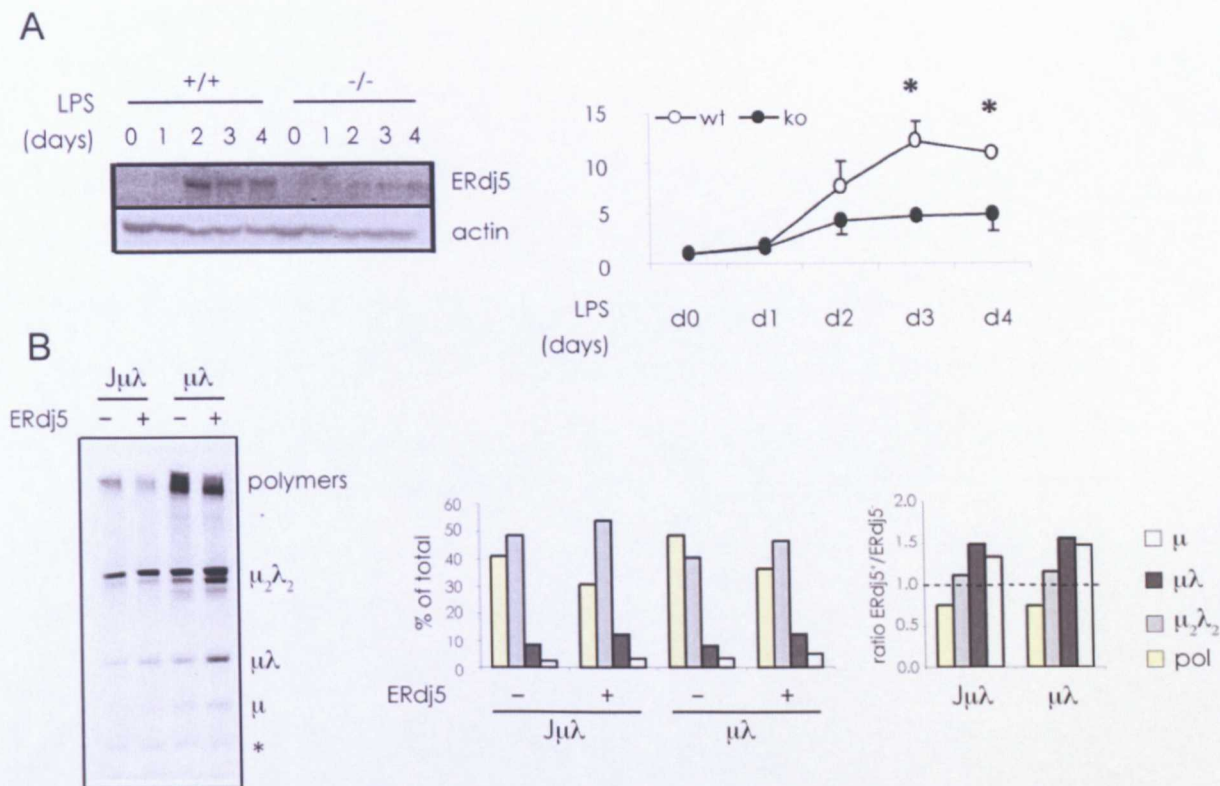 A
+/+ -/-
LPS
(days) 0 1 2 3 4 0 1 2 3 4
ERdj5
actin
wt ko
* *
15
10
5
0
LPS
(days) d0 d1 d2 d3 d4
B
Jμλ μλ
ERdj5 − + − +
polymers
μ₂λ₂
μλ
μ
*
% of total
60
50
40
30
20
10
0
ERdj5 − + − +
Jμλ μλ
ratio ERdj5⁺/ERdj5⁻
2.0
1.5
1.0
0.5
0.0
Jμλ μλ
μ
μλ
μ₂λ₂
pol